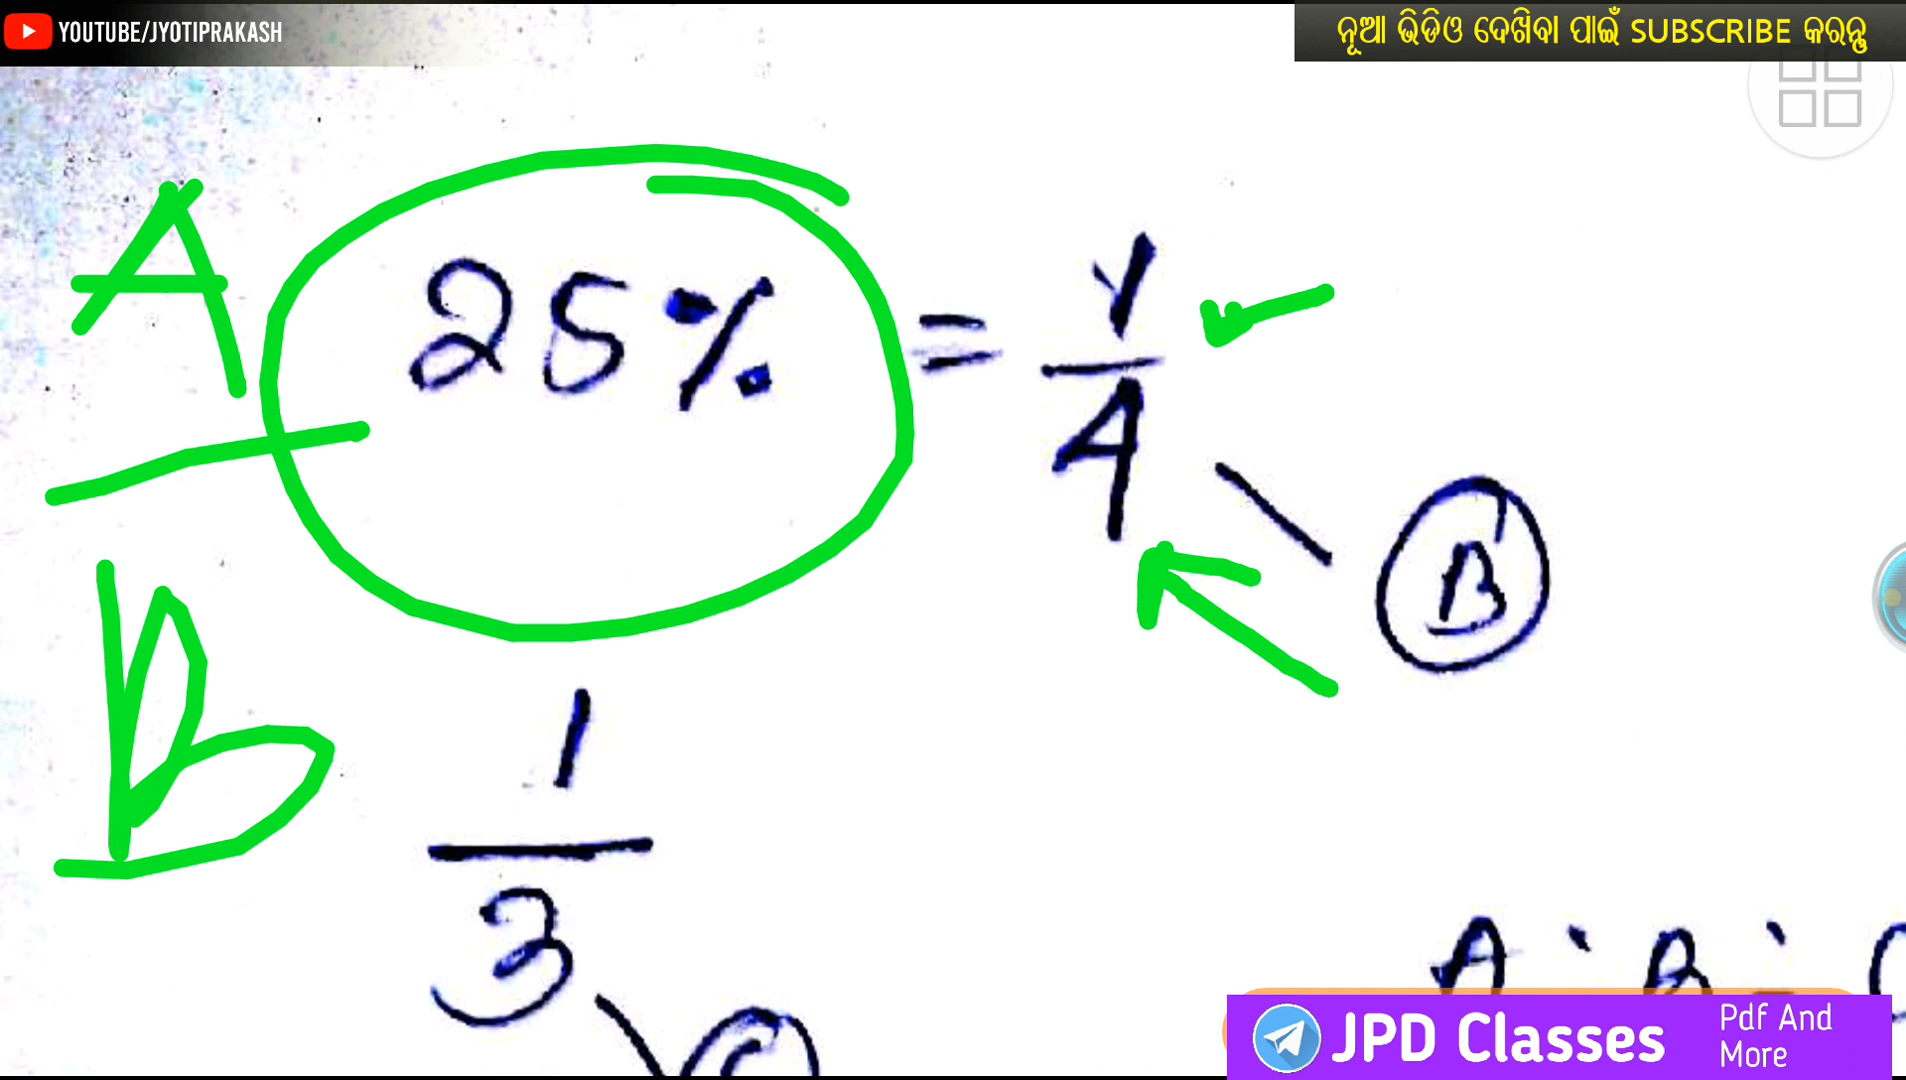 YOUTUBE/JYOTIPRAKASH
ନୂଆ ଭିଡିଓ ଦେଖିବା ପାଇଁ SUBSCRIBE କରନ୍ତୁ
A
B
25% = 1/4
B
1/3
C
A : B : C
JPD Classes
Pdf And
More